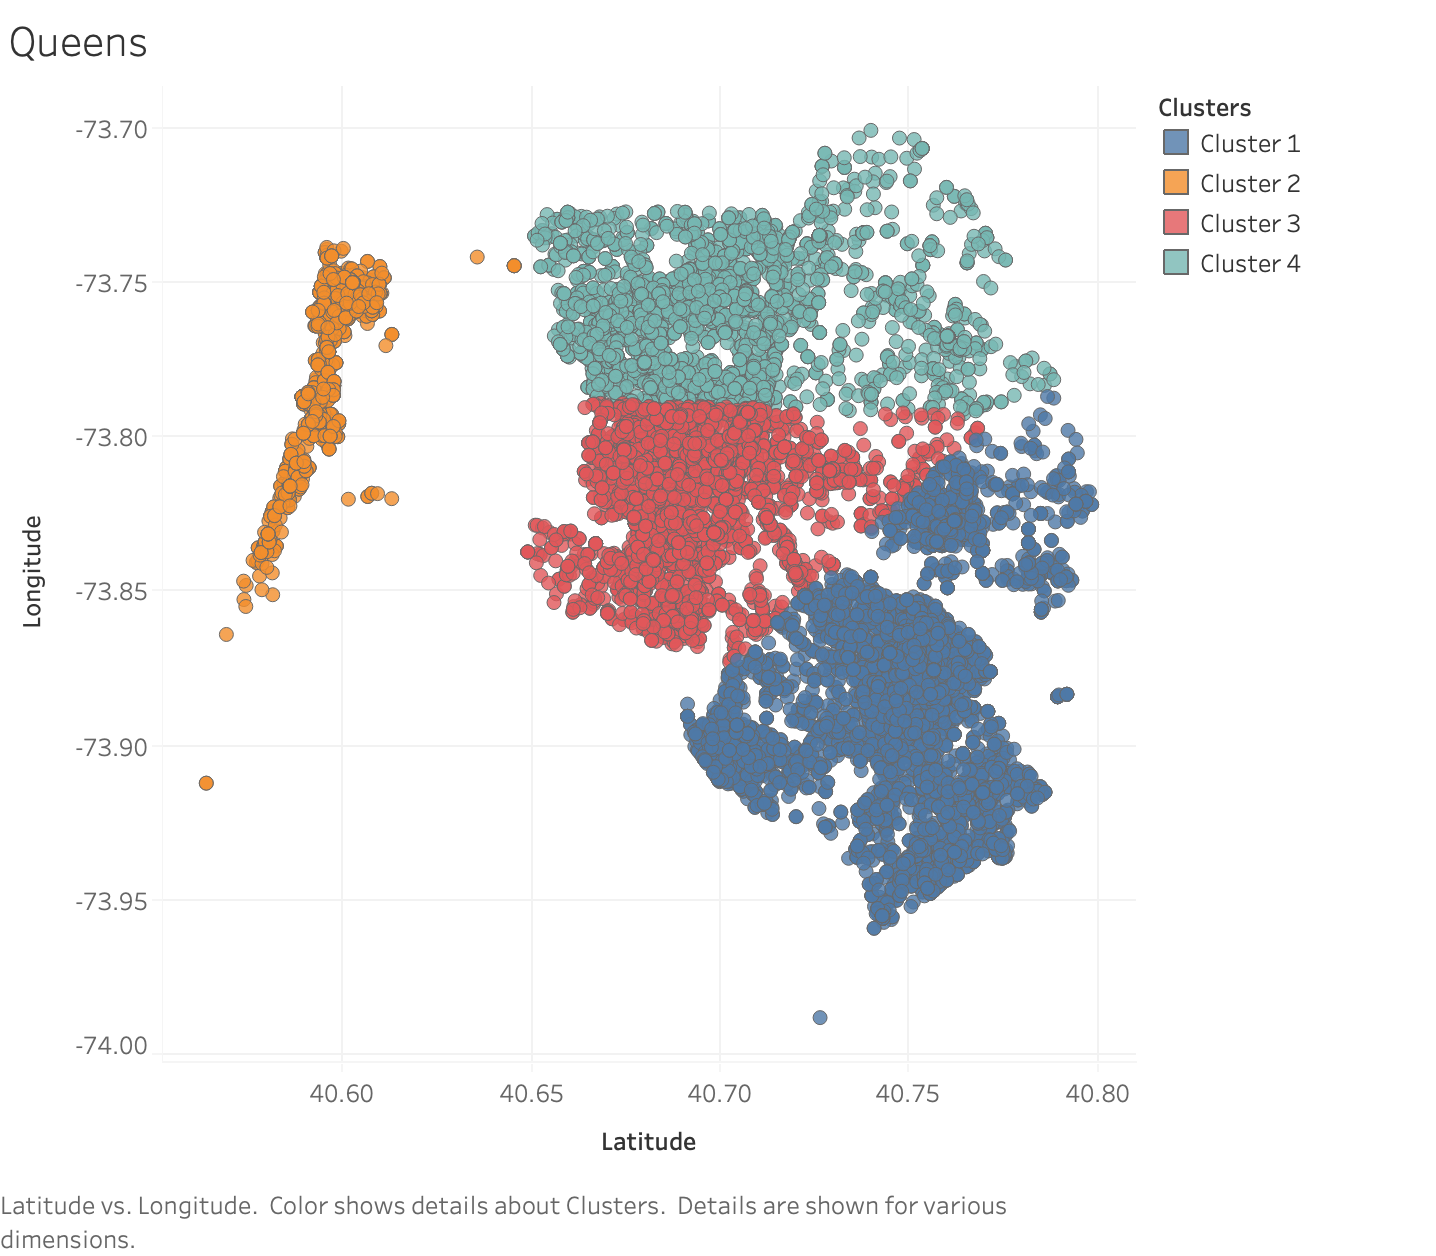 Queens
Clusters
Cluster 1
Cluster 2
Cluster 3
Cluster 4
-73.70
-73.75
-73.80
-73.85
-73.90
-73.95
-74.00
Longitude
40.60
40.65
40.70
40.75
40.80
Latitude
Latitude vs. Longitude.  Color shows details about Clusters.  Details are shown for various
dimensions.